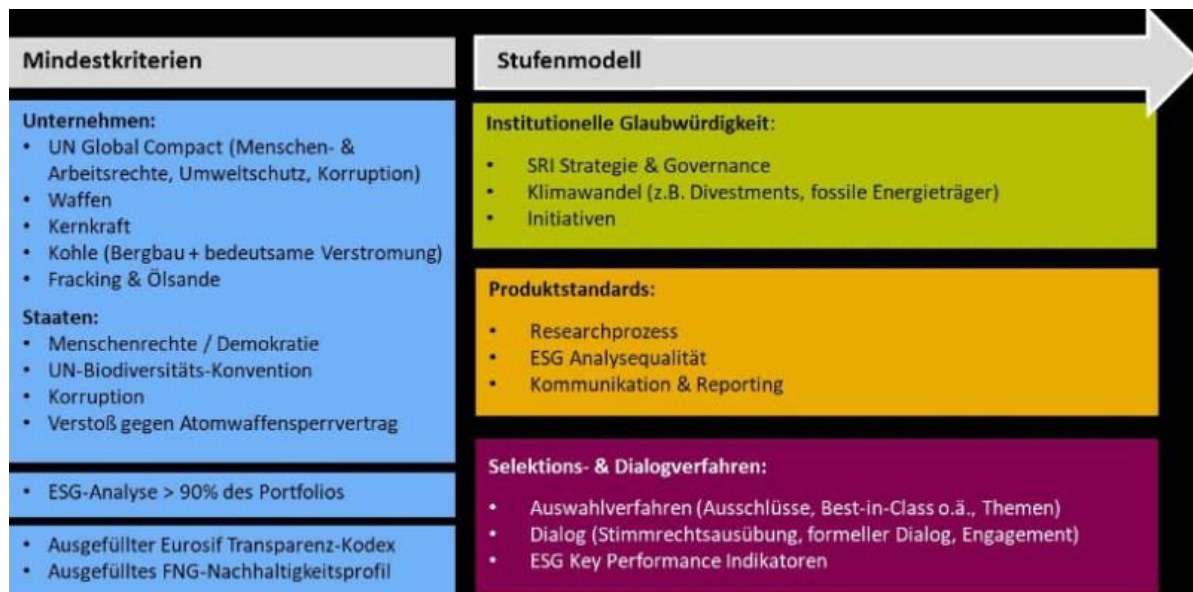 Mindestkriterien
Unternehmen:
• UN Global Compact (Menschen- &
Arbeitsrechte, Umweltschutz, Korruption)
• Waffen
• Kernkraft
• Kohle (Bergbau + bedeutsame Verstromung)
• Fracking & Ölsande
Staaten:
• Menschenrechte / Demokratie
• UN-Biodiversitäts-Konvention
• Korruption
• Verstoß gegen Atomwaffensperrvertrag
• ESG-Analyse > 90% des Portfolios
• Ausgefüllter Eurosif Transparenz-Kodex
• Ausgefülltes FNG-Nachhaltigkeitsprofil
Stufenmodell
Institutionelle Glaubwürdigkeit:
• SRI Strategie & Governance
• Klimawandel (z.B. Divestments, fossile Energieträger)
• Initiativen
Produktstandards:
• Researchprozess
• ESG Analysequalität
• Kommunikation & Reporting
Selektions- & Dialogverfahren:
• Auswahlverfahren (Ausschlüsse, Best-in-Class o.ä., Themen)
• Dialog (Stimmrechtsausübung, formeller Dialog, Engagement)
• ESG Key Performance Indikatoren